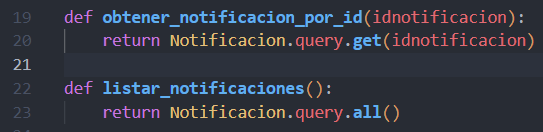 19 def obtener_notificacion_por_id(idnotificacion):
20     return Notificacion.query.get(idnotificacion)
21
22 def listar_notificaciones():
23     return Notificacion.query.all()